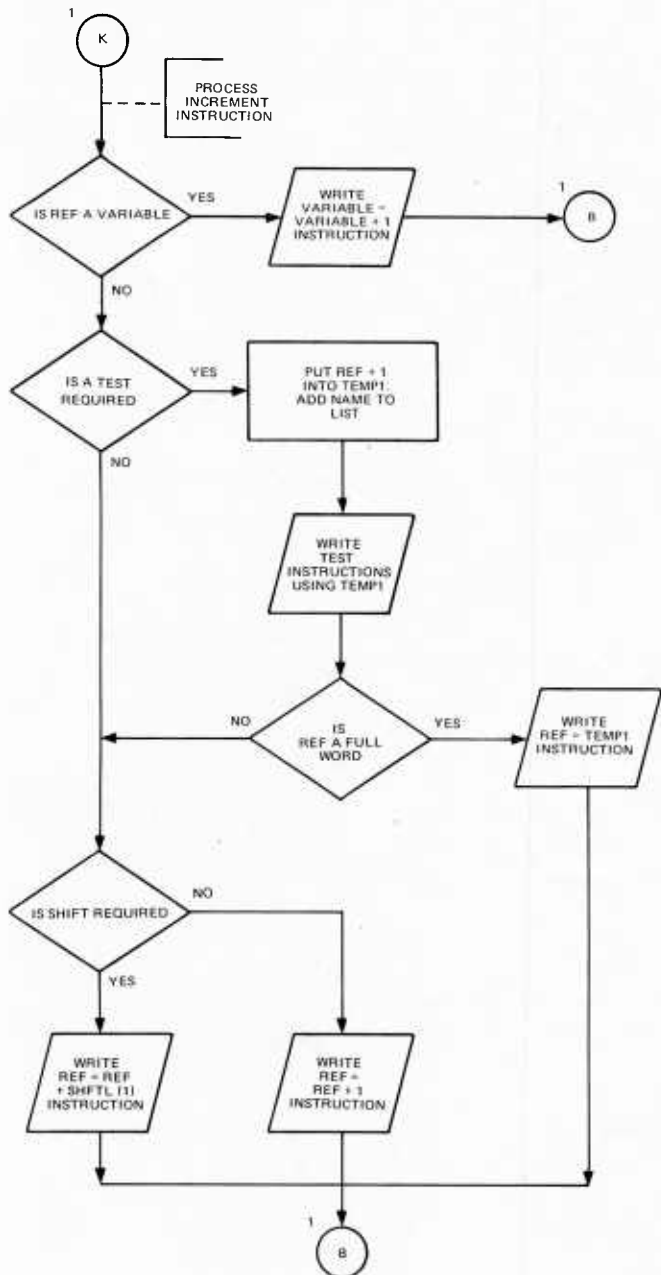 1
K
PROCESS
INCREMENT
INSTRUCTION
IS REF A VARIABLE
YES
WRITE
VARIABLE =
VARIABLE + 1
INSTRUCTION
1
B
NO
IS A TEST
REQUIRED
YES
PUT REF + 1
INTO TEMP1.
ADD NAME TO
LIST
NO
WRITE
TEST
INSTRUCTIONS
USING TEMP1
NO
IS
REF A FULL
WORD
YES
WRITE
REF = TEMP1
INSTRUCTION
IS SHIFT REQUIRED
NO
YES
WRITE
REF = REF
+ SHFTL (1)
INSTRUCTION
WRITE
REF =
REF + 1
INSTRUCTION
1
B